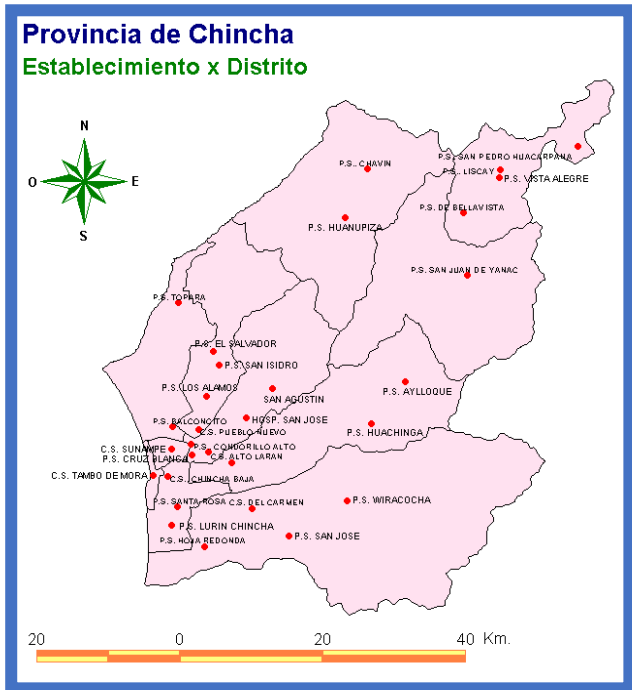 Provincia de Chincha
Establecimiento x Distrito
N
O
E
S
P.S. CHAVIN
P.S. SAN PEDRO HUACARPANA
P.S. LISCAY
P.S. VISTA ALEGRE
P.S. DE BELLAVISTA
P.S. HUANUPIZA
P.S. SAN JUAN DE YANAC
P.S. TOPARA
P.S. EL SALVADOR
P.S. SAN ISIDRO
P.S. LOS ALAMOS
SAN AGUSTIN
P.S. AYLLOQUE
P.S. BALCONCITO
HOSP. SAN JOSE
P.S. HUACHINGA
C.S. PUEBLO NUEVO
C.S. SUNAMPE
P.S. CONDORILLO ALTO
P.S. CRUZ BLANCA
C.S. ALTO LARAN
C.S. TAMBO DE MORA
C.S. CHINCHA BAJA
P.S. SANTA ROSA
C.S. DEL CARMEN
P.S. WIRACOCHA
P.S. LURIN CHINCHA
P.S. SAN JOSE
P.S. HOJA REDONDA
20 0 20 40 Km.